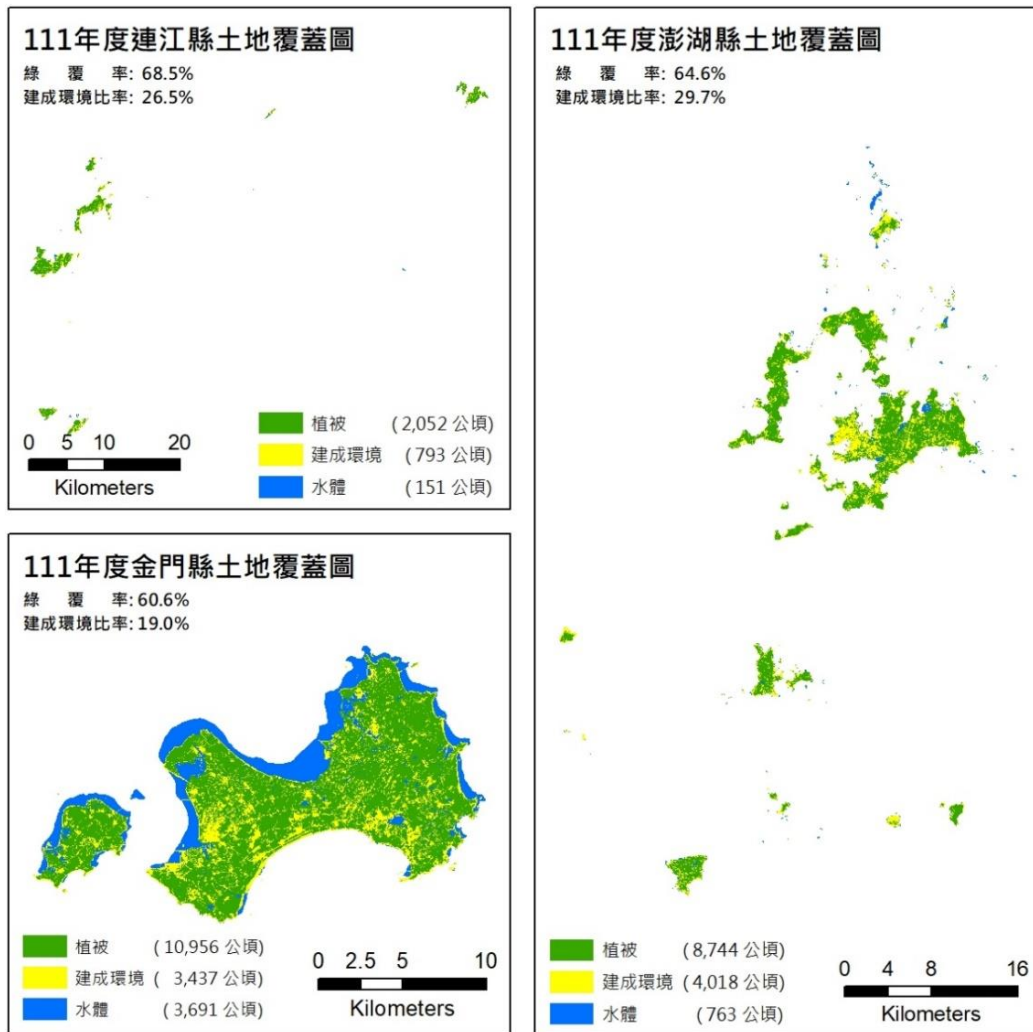 111年度連江縣土地覆蓋圖
綠 覆 率: 68.5%
建成環境比率: 26.5%
植被 (2,052 公頃)
建成環境 (793 公頃)
水體 (151 公頃)
0 5 10 20
Kilometers
111年度金門縣土地覆蓋圖
綠 覆 率: 60.6%
建成環境比率: 19.0%
植被 (10,956 公頃)
建成環境 ( 3,437 公頃)
水體 (3,691 公頃)
0 2.5 5 10
Kilometers
111年度澎湖縣土地覆蓋圖
綠 覆 率: 64.6%
建成環境比率: 29.7%
植被 (8,744 公頃)
建成環境 (4,018 公頃)
水體 (763 公頃)
0 4 8 16
Kilometers